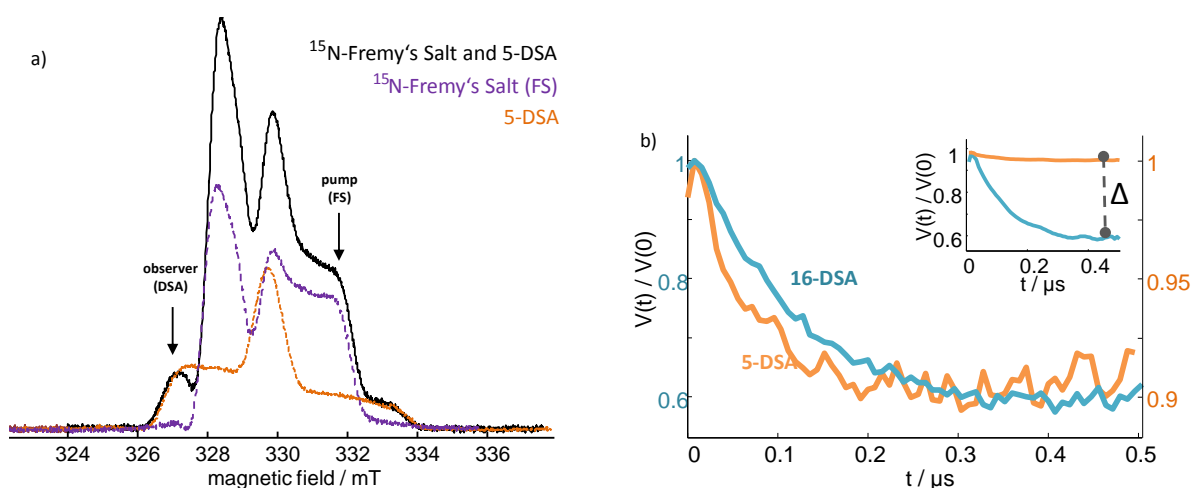 a)
¹⁵N-Fremy‘s Salt and 5-DSA
¹⁵N-Fremy‘s Salt (FS)
5-DSA
pump
(FS)
observer
(DSA)
324 326 328 330 332 334 336
magnetic field / mT
b)
V(t) / V(0)
1
0.8
0.6
16-DSA
5-DSA
0 0.1 0.2 0.3 0.4 0.5
t / μs
1
0.95
0.9
V(t) / V(0)
1
0.8
0.6
Δ
0 0.2 0.4
t / μs